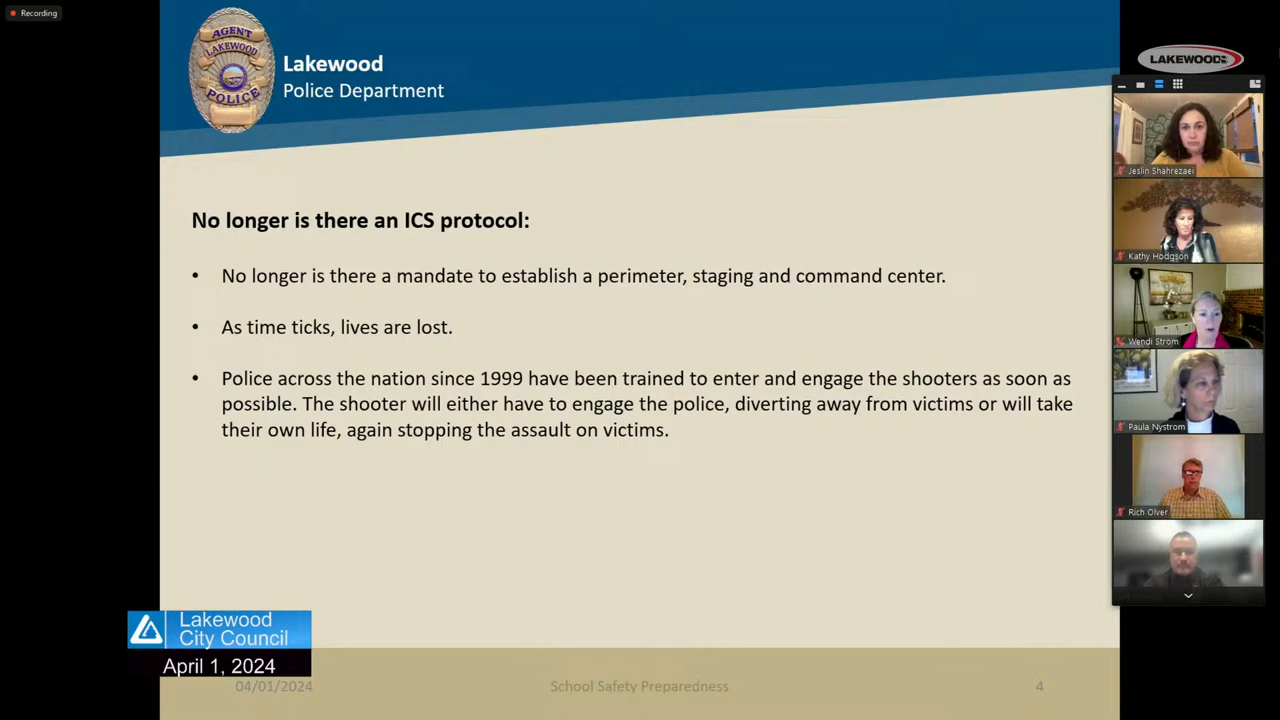 Recording
AGENT
LAKEWOOD
POLICE
Lakewood
Police Department
LAKEWOOD
No longer is there an ICS protocol:
• No longer is there a mandate to establish a perimeter, staging and command center.
• As time ticks, lives are lost.
• Police across the nation since 1999 have been trained to enter and engage the shooters as soon as
possible. The shooter will either have to engage the police, diverting away from victims or will take
their own life, again stopping the assault on victims.
Jeslin Shahrezaei
Kathy Hodgson
Wendi Strom
Paula Nystrom
Rich Olver
Lakewood
City Council
April 1, 2024
04/01/2024
School Safety Preparedness
4